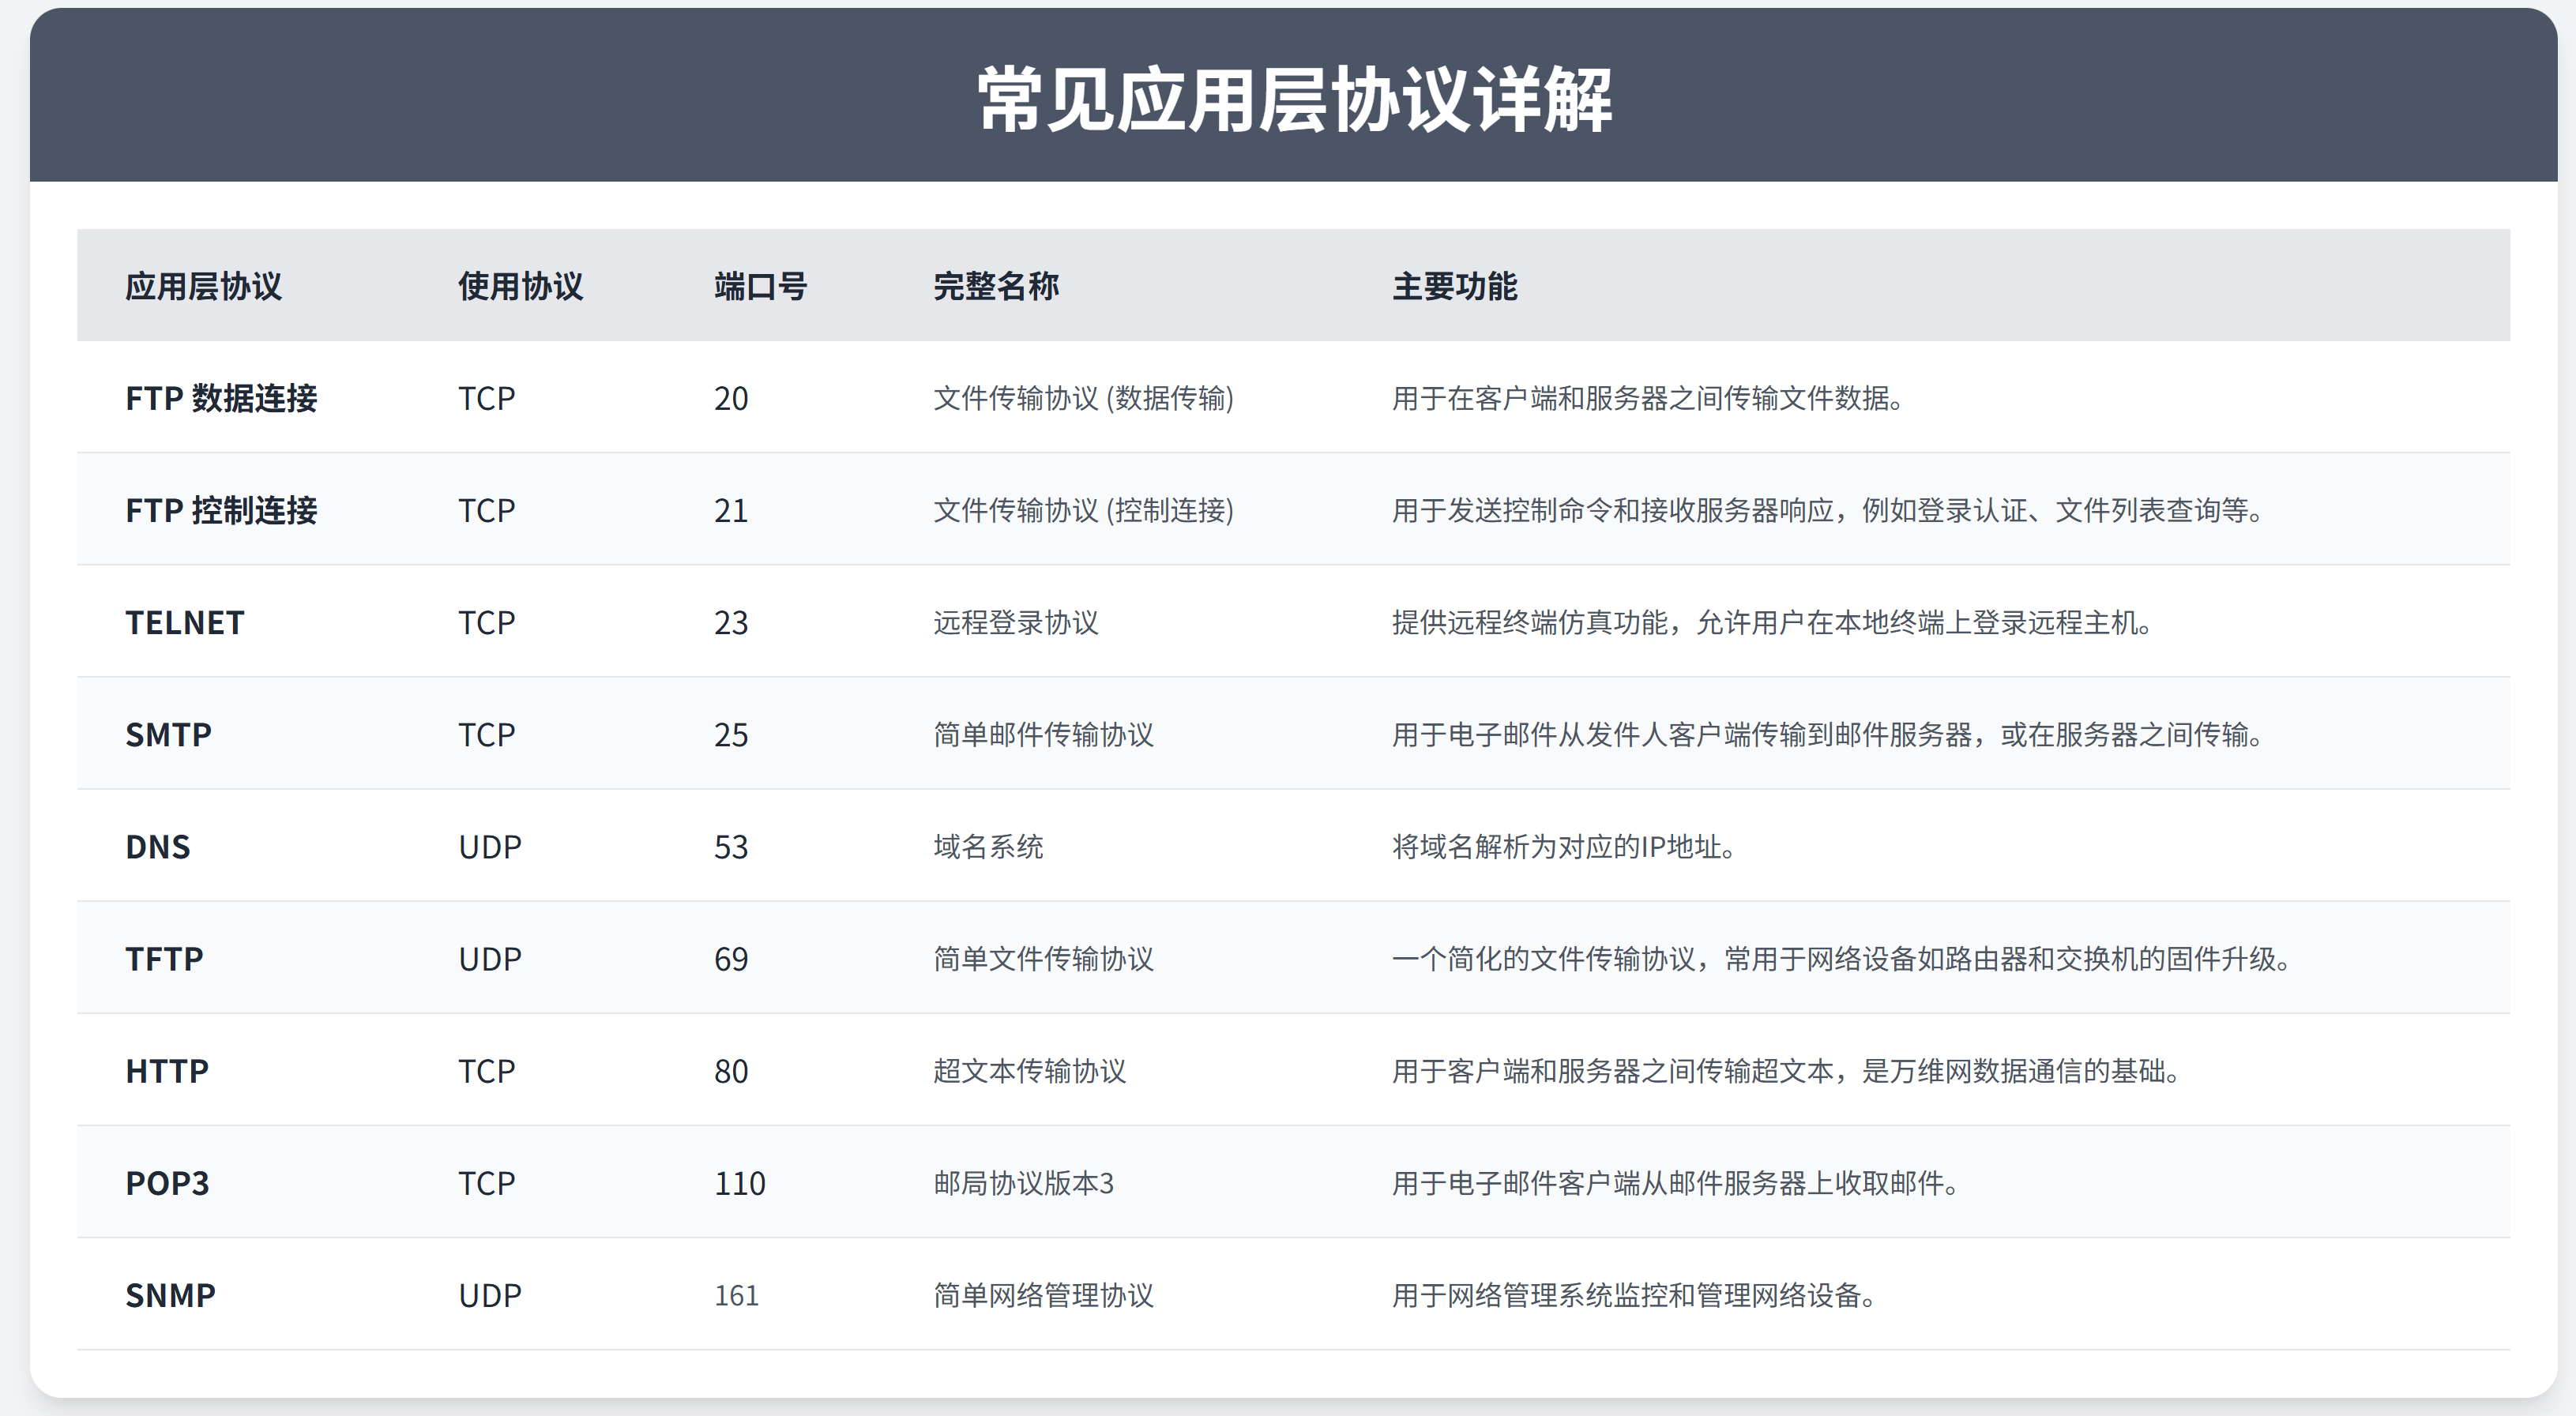 常见应用层协议详解
应用层协议 使用协议 端口号 完整名称 主要功能
FTP 数据连接 TCP 20 文件传输协议 (数据传输) 用于在客户端和服务器之间传输文件数据。
FTP 控制连接 TCP 21 文件传输协议 (控制连接) 用于发送控制命令和接收服务器响应，例如登录认证、文件列表查询等。
TELNET TCP 23 远程登录协议 提供远程终端仿真功能，允许用户在本地终端上登录远程主机。
SMTP TCP 25 简单邮件传输协议 用于电子邮件从发件人客户端传输到邮件服务器，或在服务器之间传输。
DNS UDP 53 域名系统 将域名解析为对应的IP地址。
TFTP UDP 69 简单文件传输协议 一个简化的文件传输协议，常用于网络设备如路由器和交换机的固件升级。
HTTP TCP 80 超文本传输协议 用于客户端和服务器之间传输超文本，是万维网数据通信的基础。
POP3 TCP 110 邮局协议版本3 用于电子邮件客户端从邮件服务器上收取邮件。
SNMP UDP 161 简单网络管理协议 用于网络管理系统监控和管理网络设备。